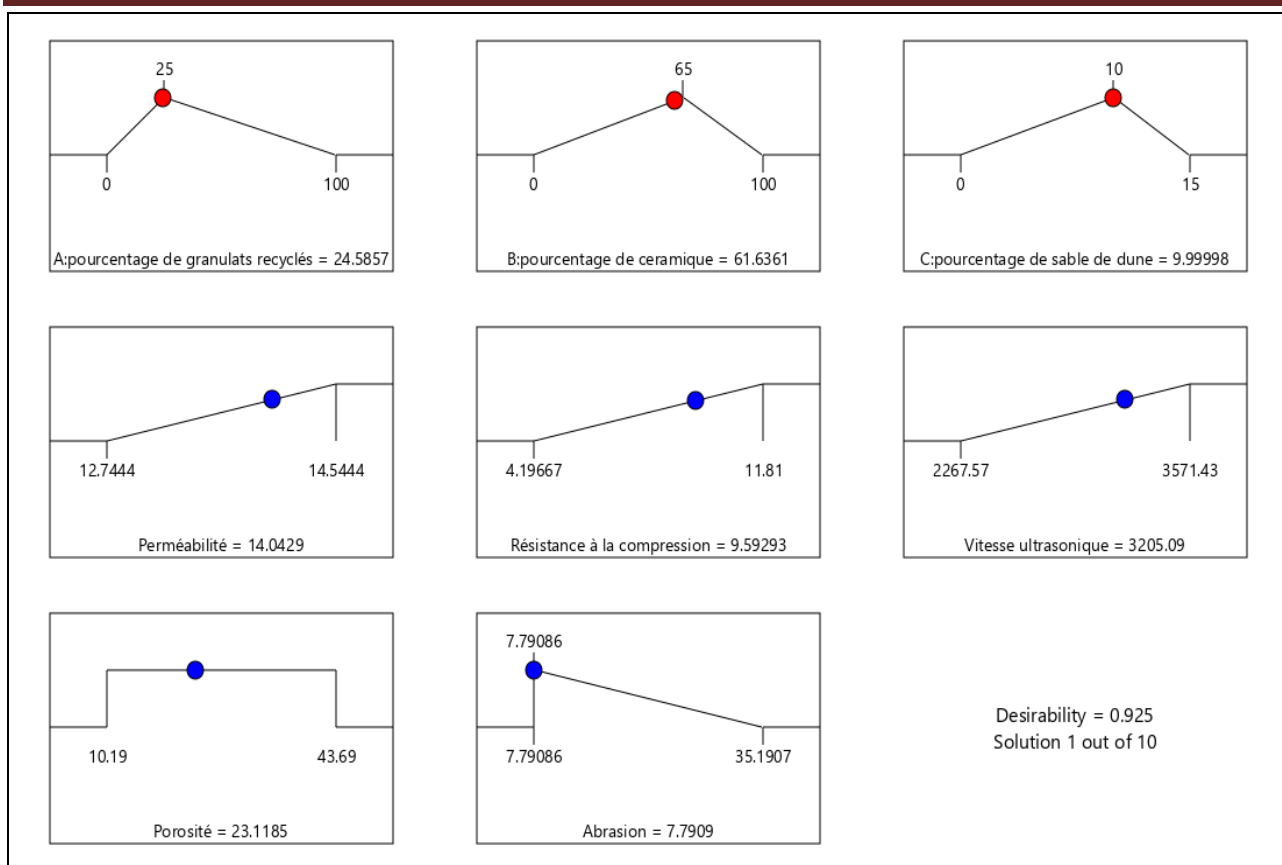 25
0
100
A:pourcentage de granulats recyclés = 24.5857
65
0
100
B:pourcentage de ceramique = 61.6361
10
0
15
C:pourcentage de sable de dune = 9.99998
12.7444
14.5444
Perméabilité = 14.0429
4.19667
11.81
Résistance à la compression = 9.59293
2267.57
3571.43
Vitesse ultrasonique = 3205.09
10.19
43.69
Porosité = 23.1185
7.79086
7.79086
35.1907
Abrasion = 7.7909
Desirability = 0.925
Solution 1 out of 10